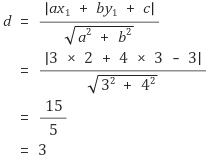 d = |ax₁ + by₁ + c| / √(a² + b²)
= |3 × 2 + 4 × 3 − 3| / √(3² + 4²)
= 15 / 5
= 3